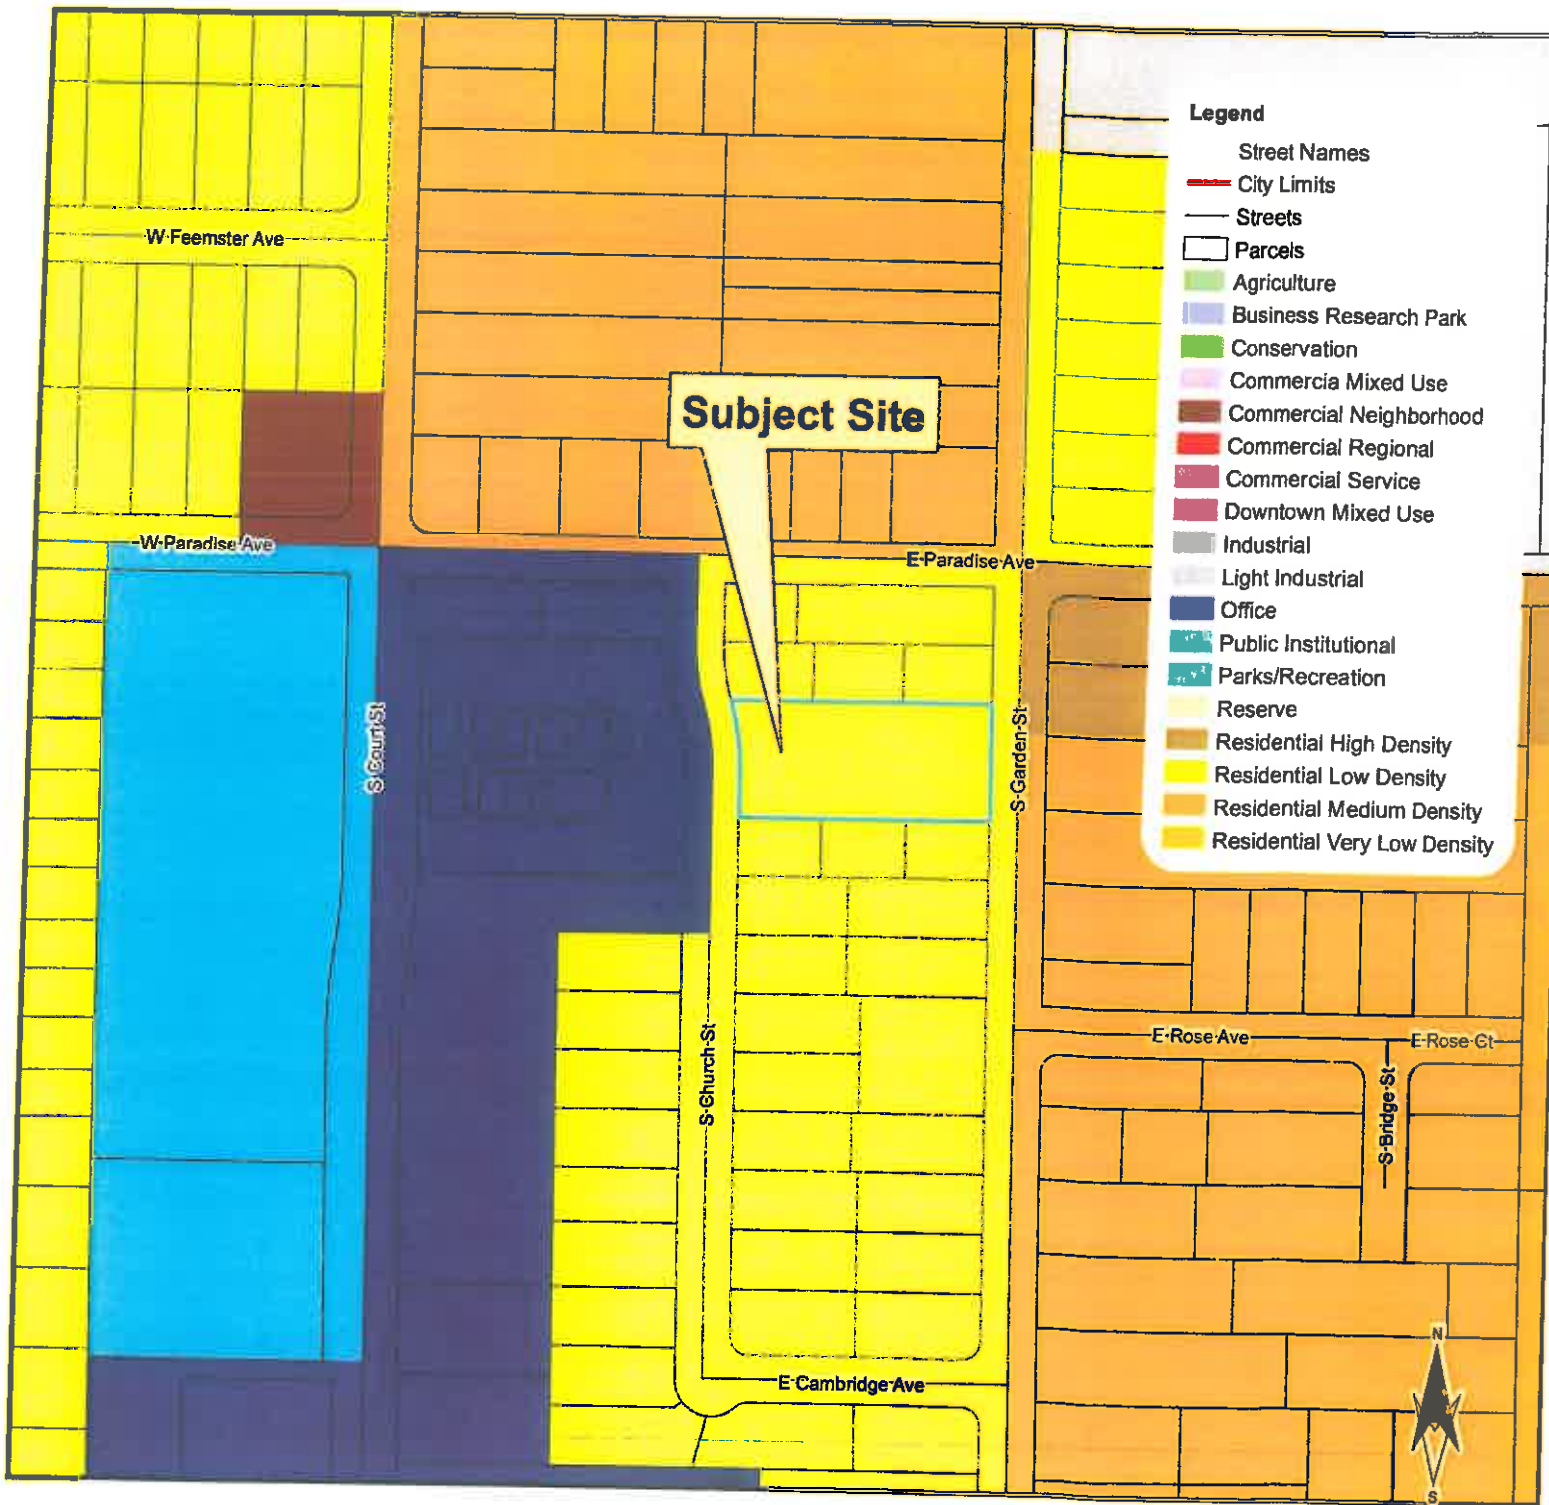 Legend
Street Names
City Limits
Streets
Parcels
Agriculture
Business Research Park
Conservation
Commercia Mixed Use
Commercial Neighborhood
Commercial Regional
Commercial Service
Downtown Mixed Use
Industrial
Light Industrial
Office
Public Institutional
Parks/Recreation
Reserve
Residential High Density
Residential Low Density
Residential Medium Density
Residential Very Low Density
W Feemster Ave
Subject Site
W Paradise Ave
E Paradise Ave
S Court St
S Garden St
S Church St
E Rose Ave
E Rose Ct
S Bridge St
E Cambridge Ave
N
S